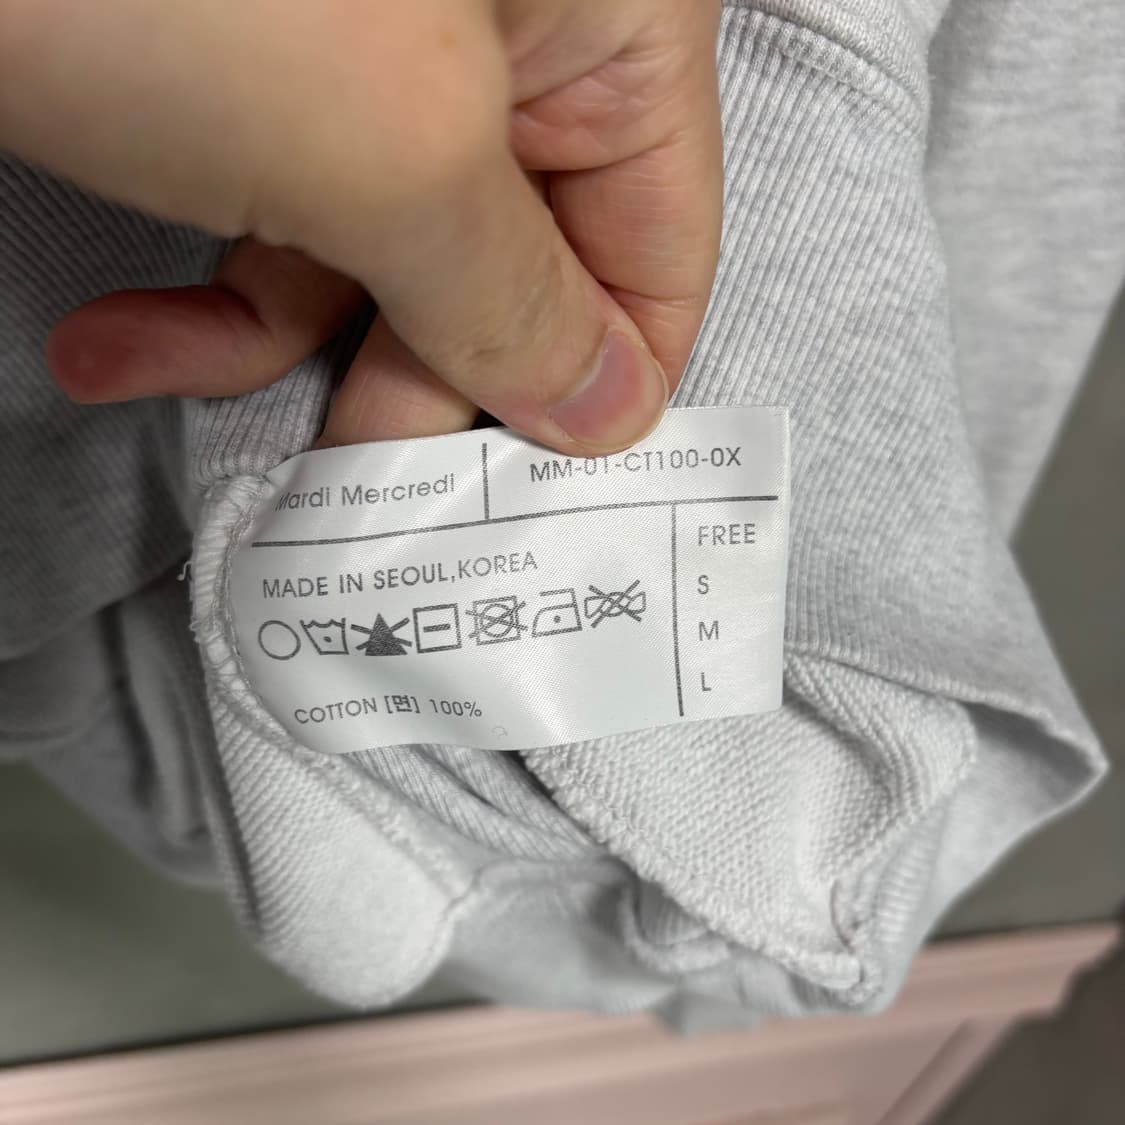 Mardi Mercredi
MM-01-CT100-0X
MADE IN SEOUL,KOREA
COTTON [면] 100%
FREE
S
M
L